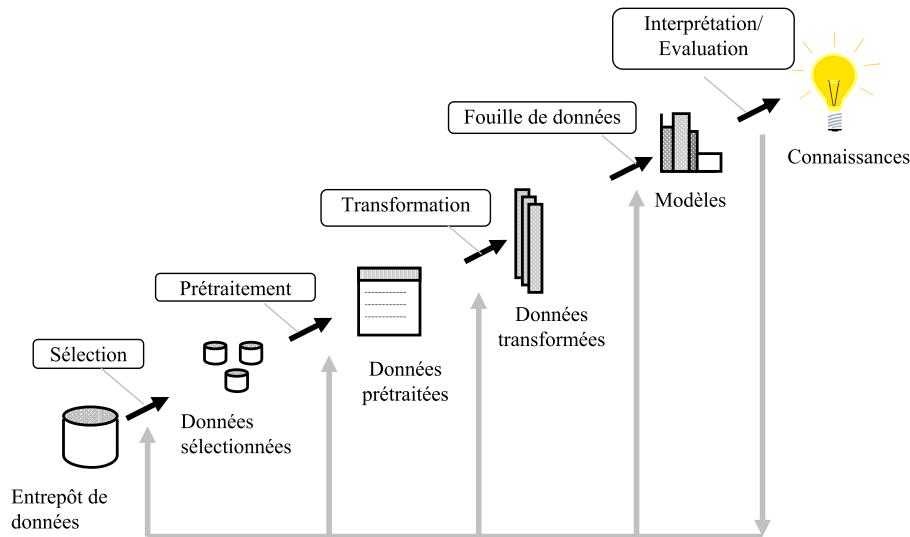 Interprétation/
Evaluation
Connaissances
Fouille de données
Modèles
Transformation
Données
transformées
Prétraitement
Données
prétraitées
Sélection
Données
sélectionnées
Entrepôt de
données